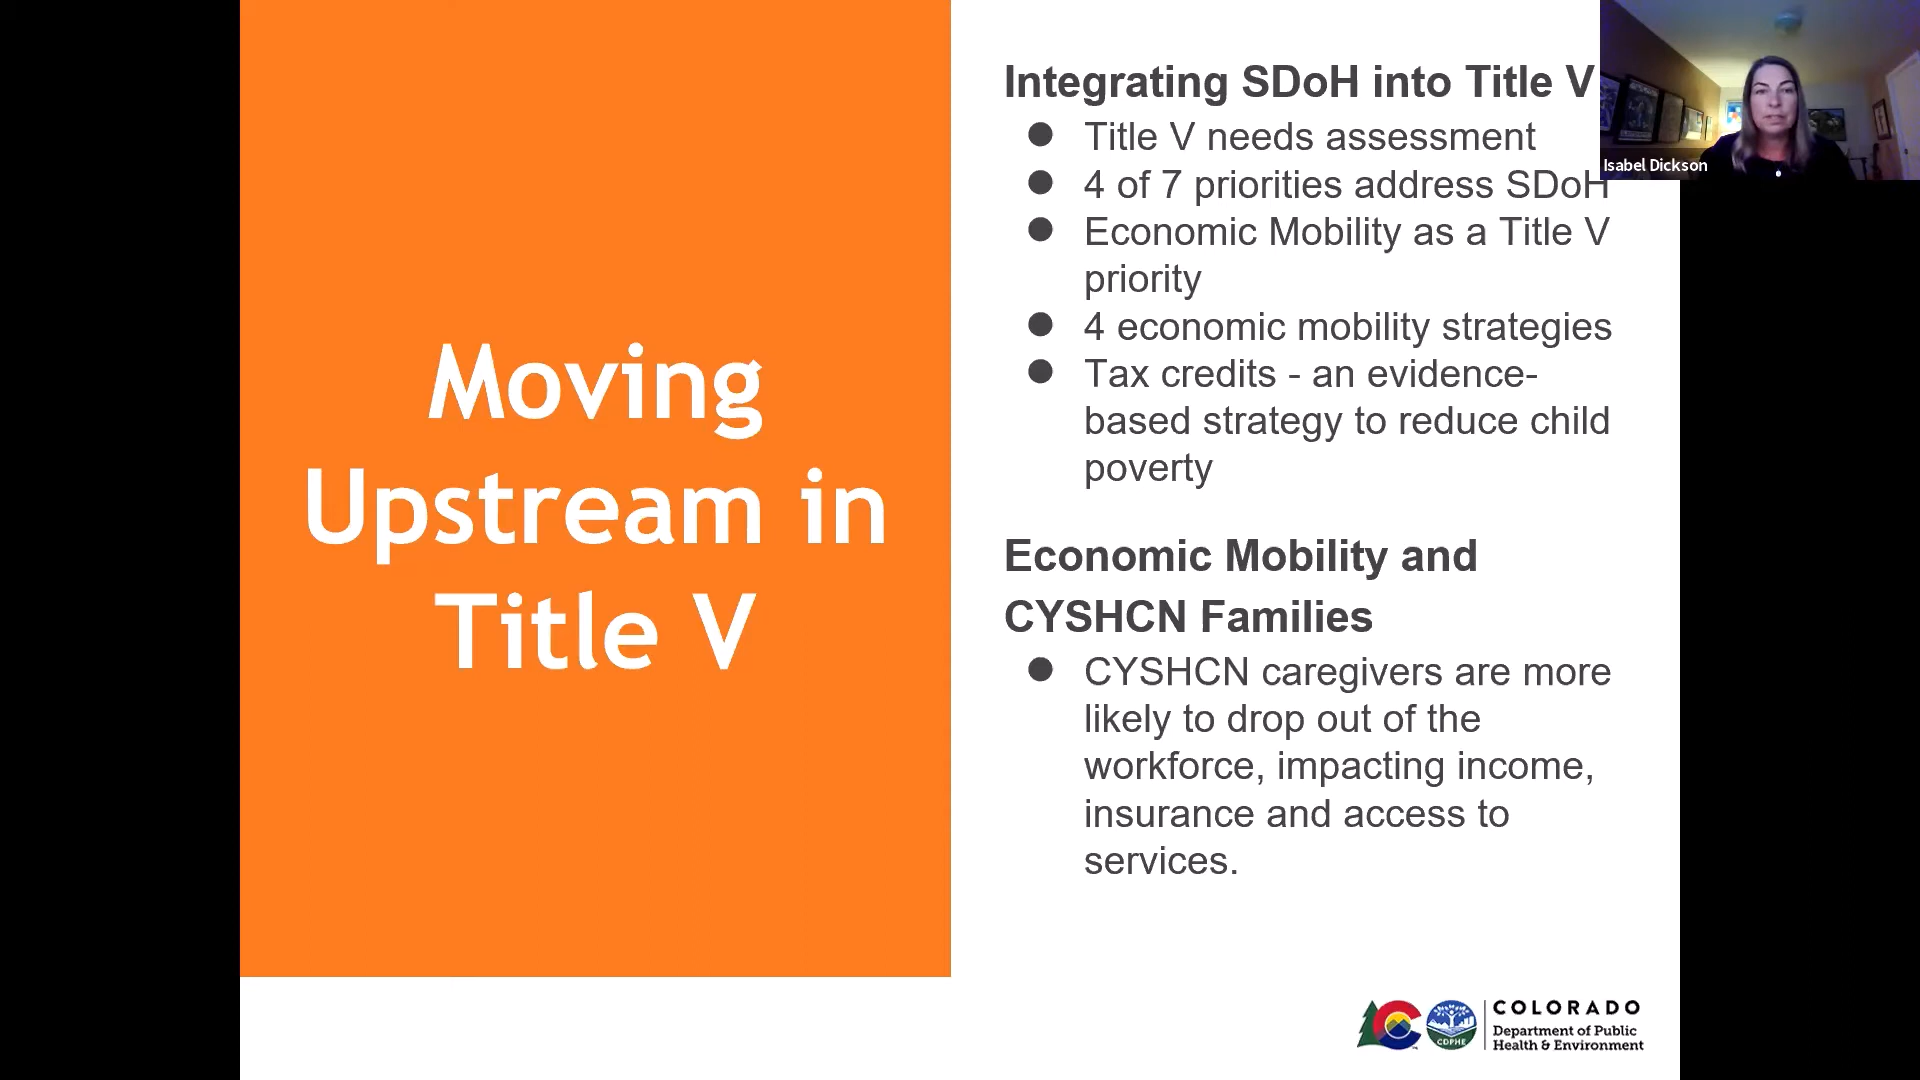 Moving
Upstream in
Title V
Integrating SDoH into Title V
● Title V needs assessment
● 4 of 7 priorities address SDoH
● Economic Mobility as a Title V
priority
● 4 economic mobility strategies
● Tax credits - an evidence-
based strategy to reduce child
poverty
Economic Mobility and
CYSHCN Families
● CYSHCN caregivers are more
likely to drop out of the
workforce, impacting income,
insurance and access to
services.
Isabel Dickson
CDPHE
COLORADO
Department of Public
Health & Environment